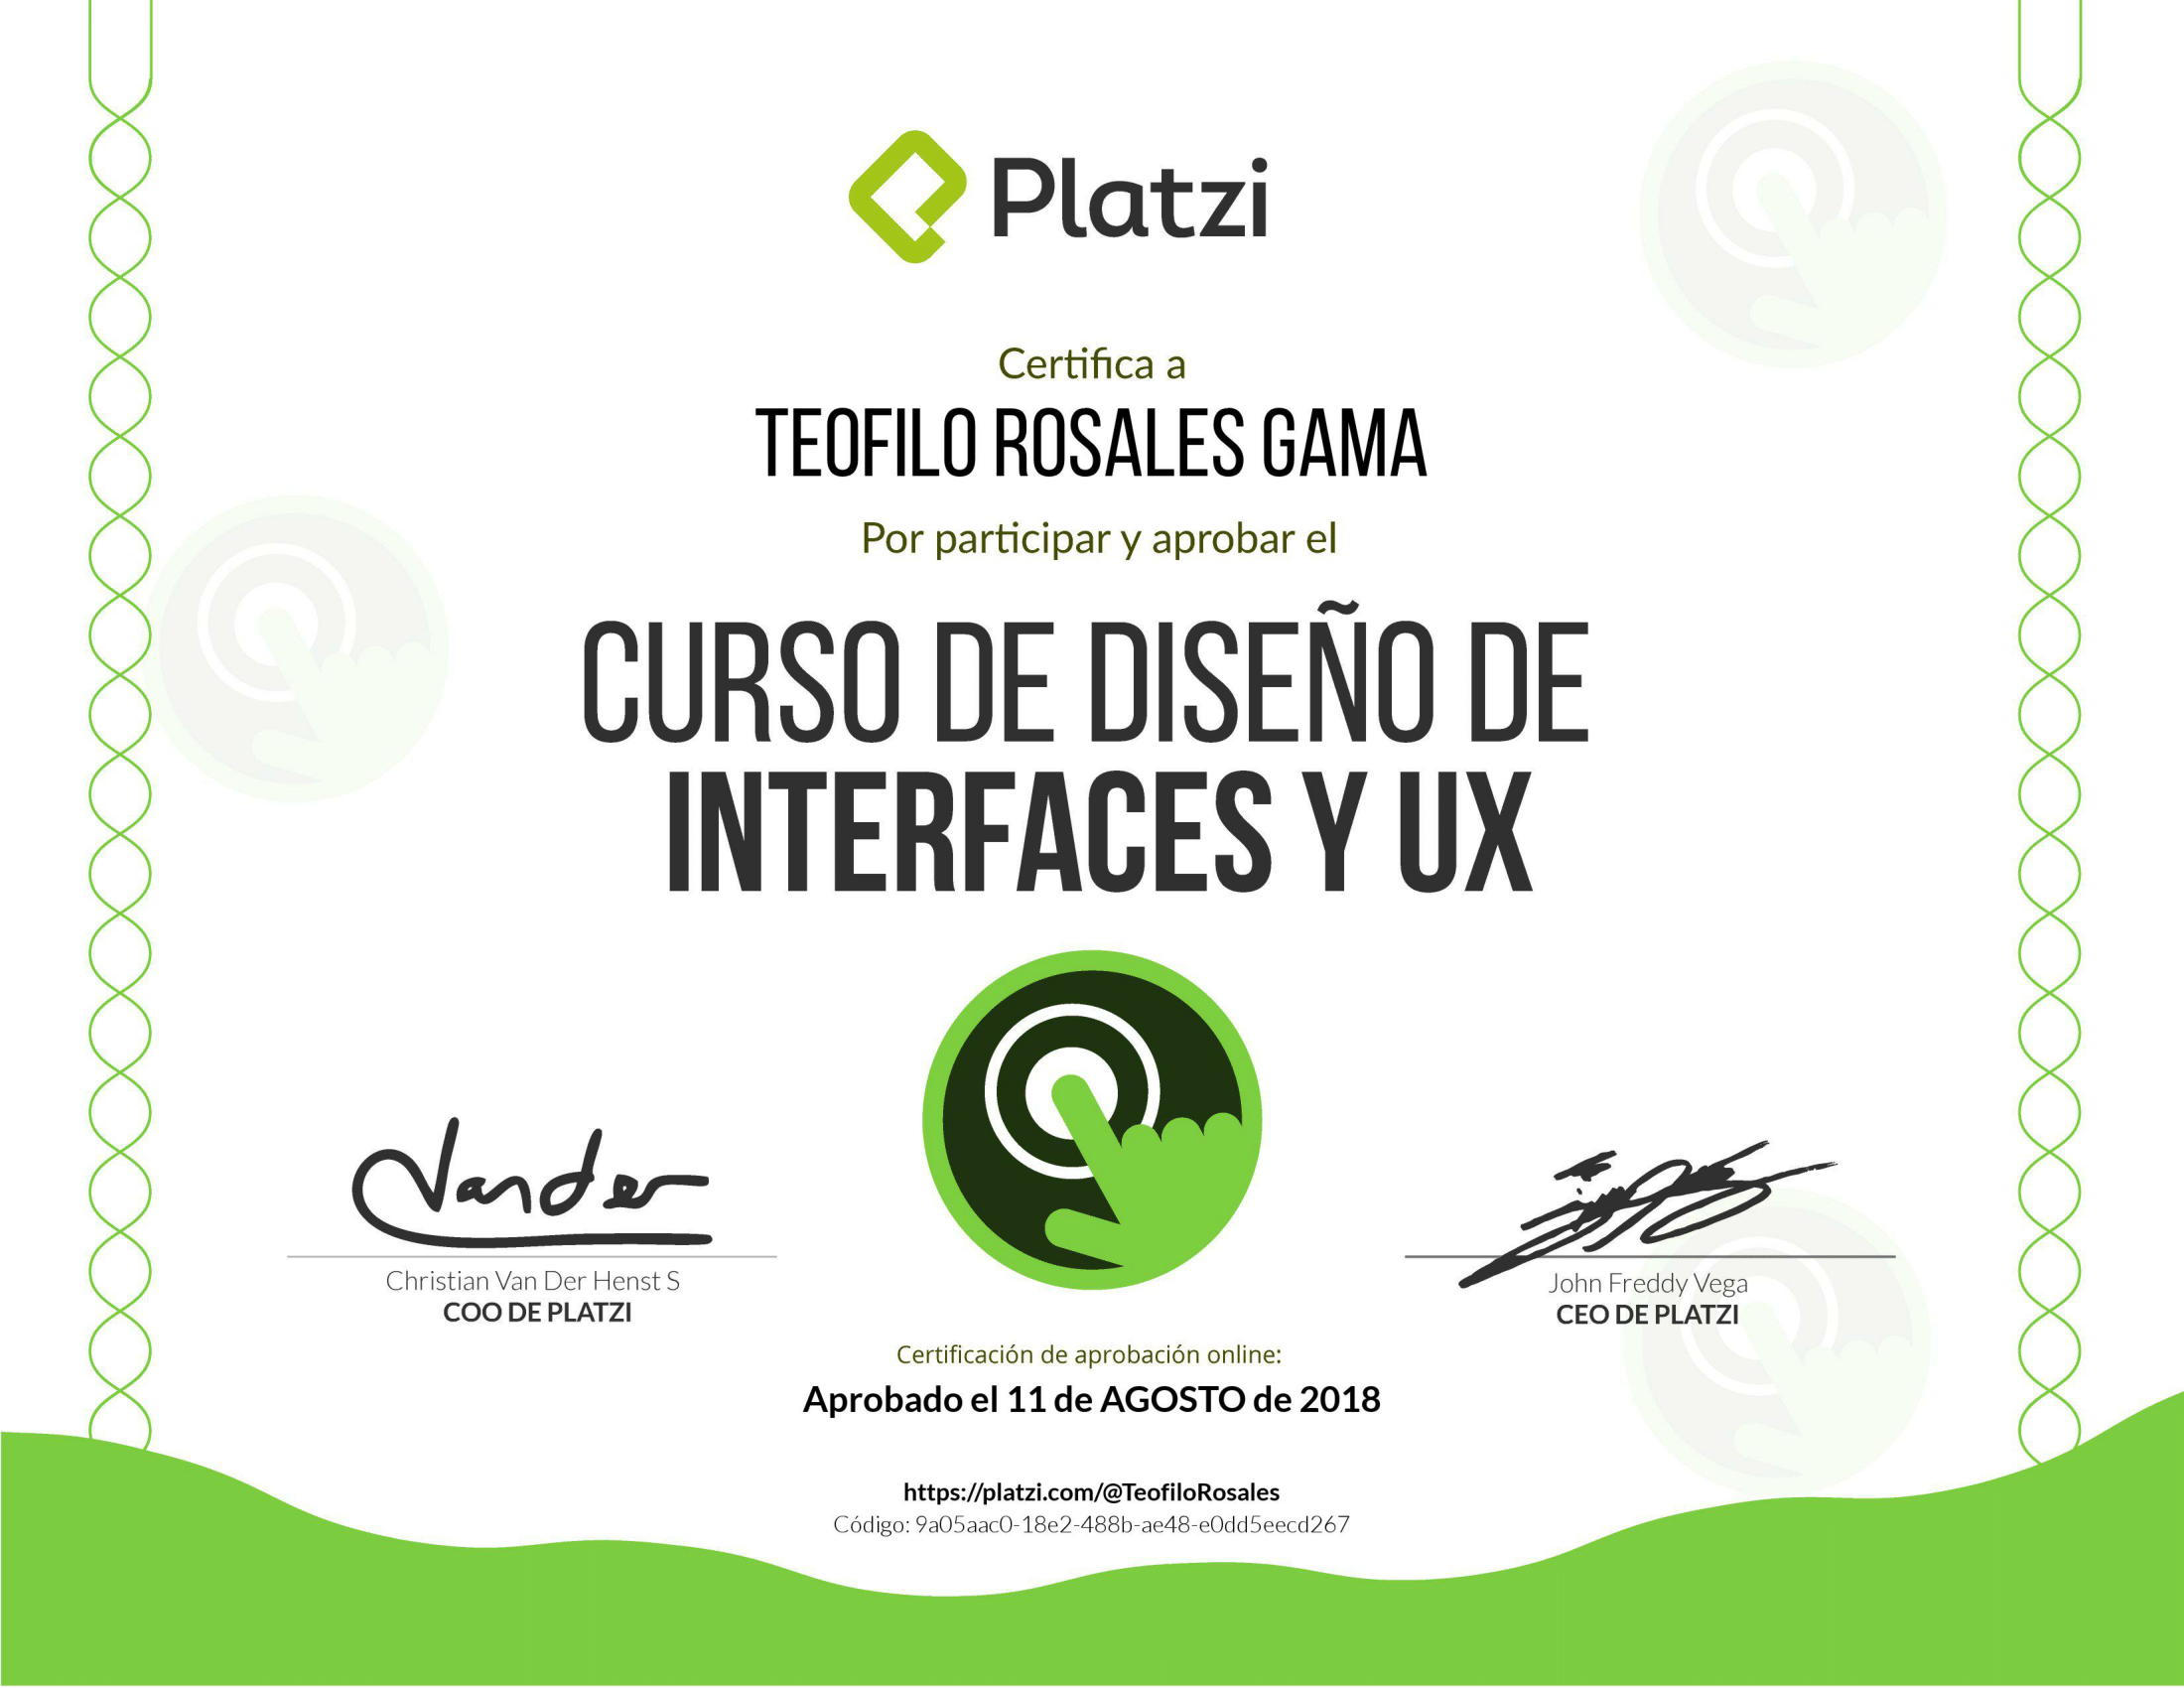 Platzi
Certifica a
TEOFILO ROSALES GAMA
Por participar y aprobar el
CURSO DE DISEÑO DE
INTERFACES Y UX
Vander
Christian Van Der Henst S
COO DE PLATZI
John Freddy Vega
CEO DE PLATZI
Certificación de aprobación online:
Aprobado el 11 de AGOSTO de 2018
https://platzi.com/@TeofiloRosales
Código: 9a05aac0-18e2-488b-ae48-e0dd5eecd267